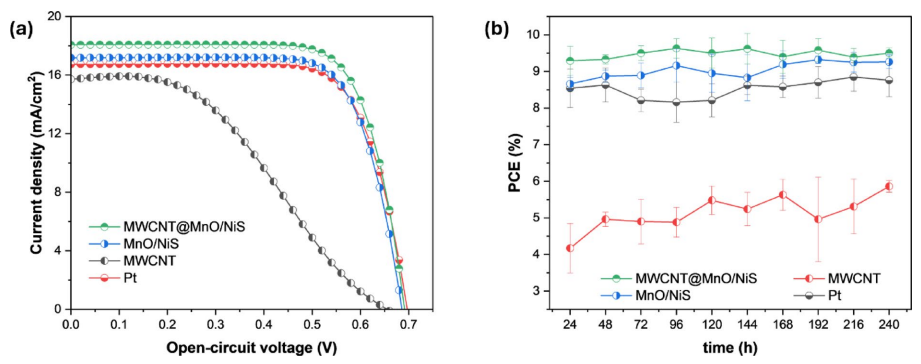 (a)
Current density (mA/cm²)
20
16
12
8
4
0
MWCNT@MnO/NiS
MnO/NiS
MWCNT
Pt
0.0 0.1 0.2 0.3 0.4 0.5 0.6 0.7
Open-circuit voltage (V)
(b)
PCE (%)
10
9
8
7
6
5
4
3
MWCNT@MnO/NiS MWCNT
MnO/NiS Pt
24 48 72 96 120 144 168 192 216 240
time (h)